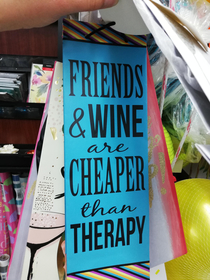 FRIENDS
& WINE
are
CHEAPER
than
THERAPY